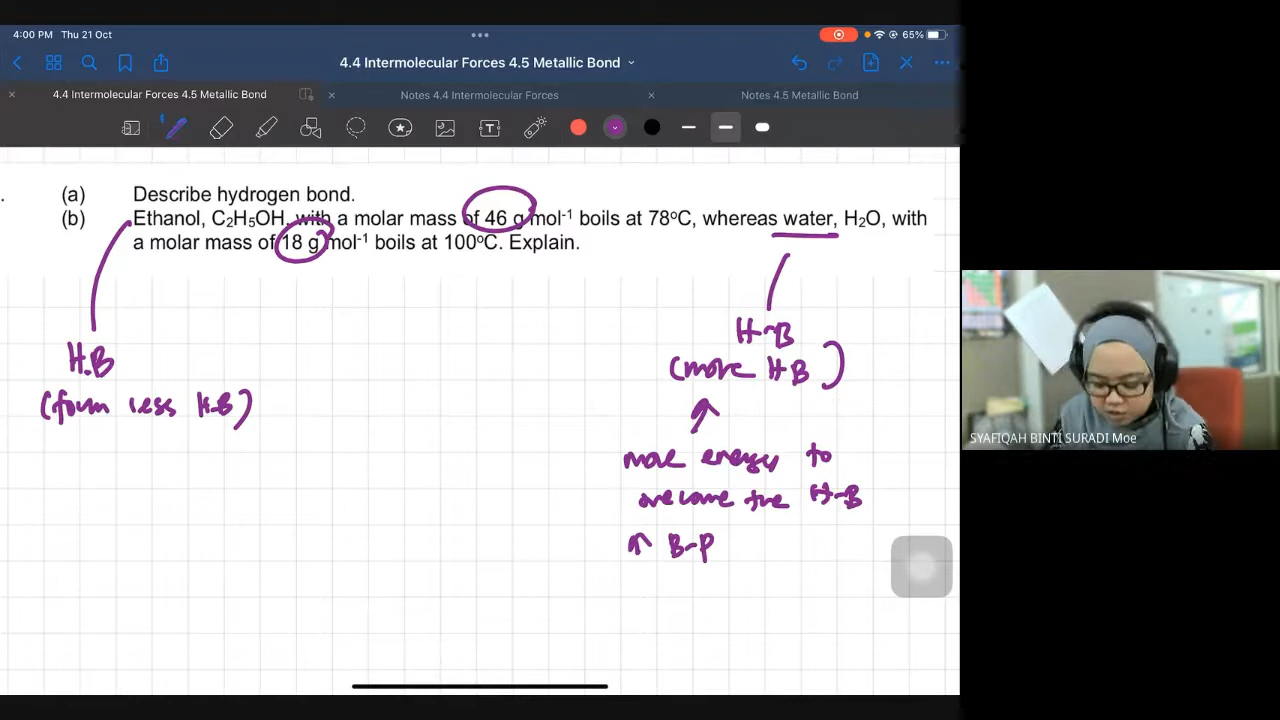 4:00 PM Thu 21 Oct
65%
4.4 Intermolecular Forces 4.5 Metallic Bond
4.4 Intermolecular Forces 4.5 Metallic Bond
Notes 4.4 Intermolecular Forces
Notes 4.5 Metallic Bond
(a) Describe hydrogen bond.
(b) Ethanol, C₂H₅OH, with a molar mass of 46 g mol⁻¹ boils at 78°C, whereas water, H₂O, with
a molar mass of 18 g mol⁻¹ boils at 100°C. Explain.
H-B
H.B
(more H-B)
(form less H-B)
more energy to
overcome the H-B
↑ B-P
SYAFIQAH BINTI SURADI Moe